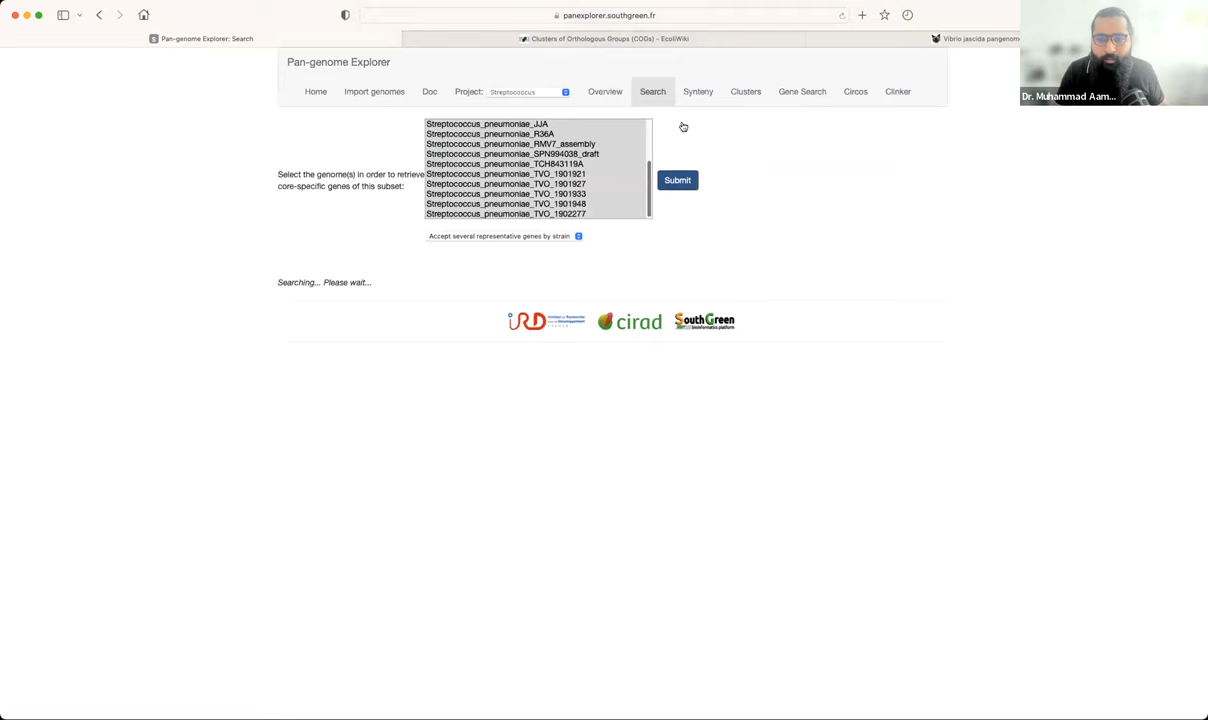 panexplorer.southgreen.fr
Pan-genome Explorer: Search
Clusters of Orthologous Groups (COGs) – EcoliWiki
Vibrio jascida pangenom
Pan-genome Explorer
Home
Import genomes
Doc
Project:
Streptococcus
Overview
Search
Synteny
Clusters
Gene Search
Circos
Clinker
Dr. Muhammad Aam...
Streptococcus_pneumoniae_JJA
Streptococcus_pneumoniae_R36A
Streptococcus_pneumoniae_RMV7_assembly
Streptococcus_pneumoniae_SPN994038_draft
Streptococcus_pneumoniae_TCH843119A
Streptococcus_pneumoniae_TVO_1901921
Streptococcus_pneumoniae_TVO_1901927
Streptococcus_pneumoniae_TVO_1901933
Streptococcus_pneumoniae_TVO_1901948
Streptococcus_pneumoniae_TVO_1902277
Select the genome(s) in order to retrieve
core-specific genes of this subset:
Submit
Accept several representative genes by strain
Searching... Please wait...
iRD
cirad
SouthGreen
bioinformatics platform